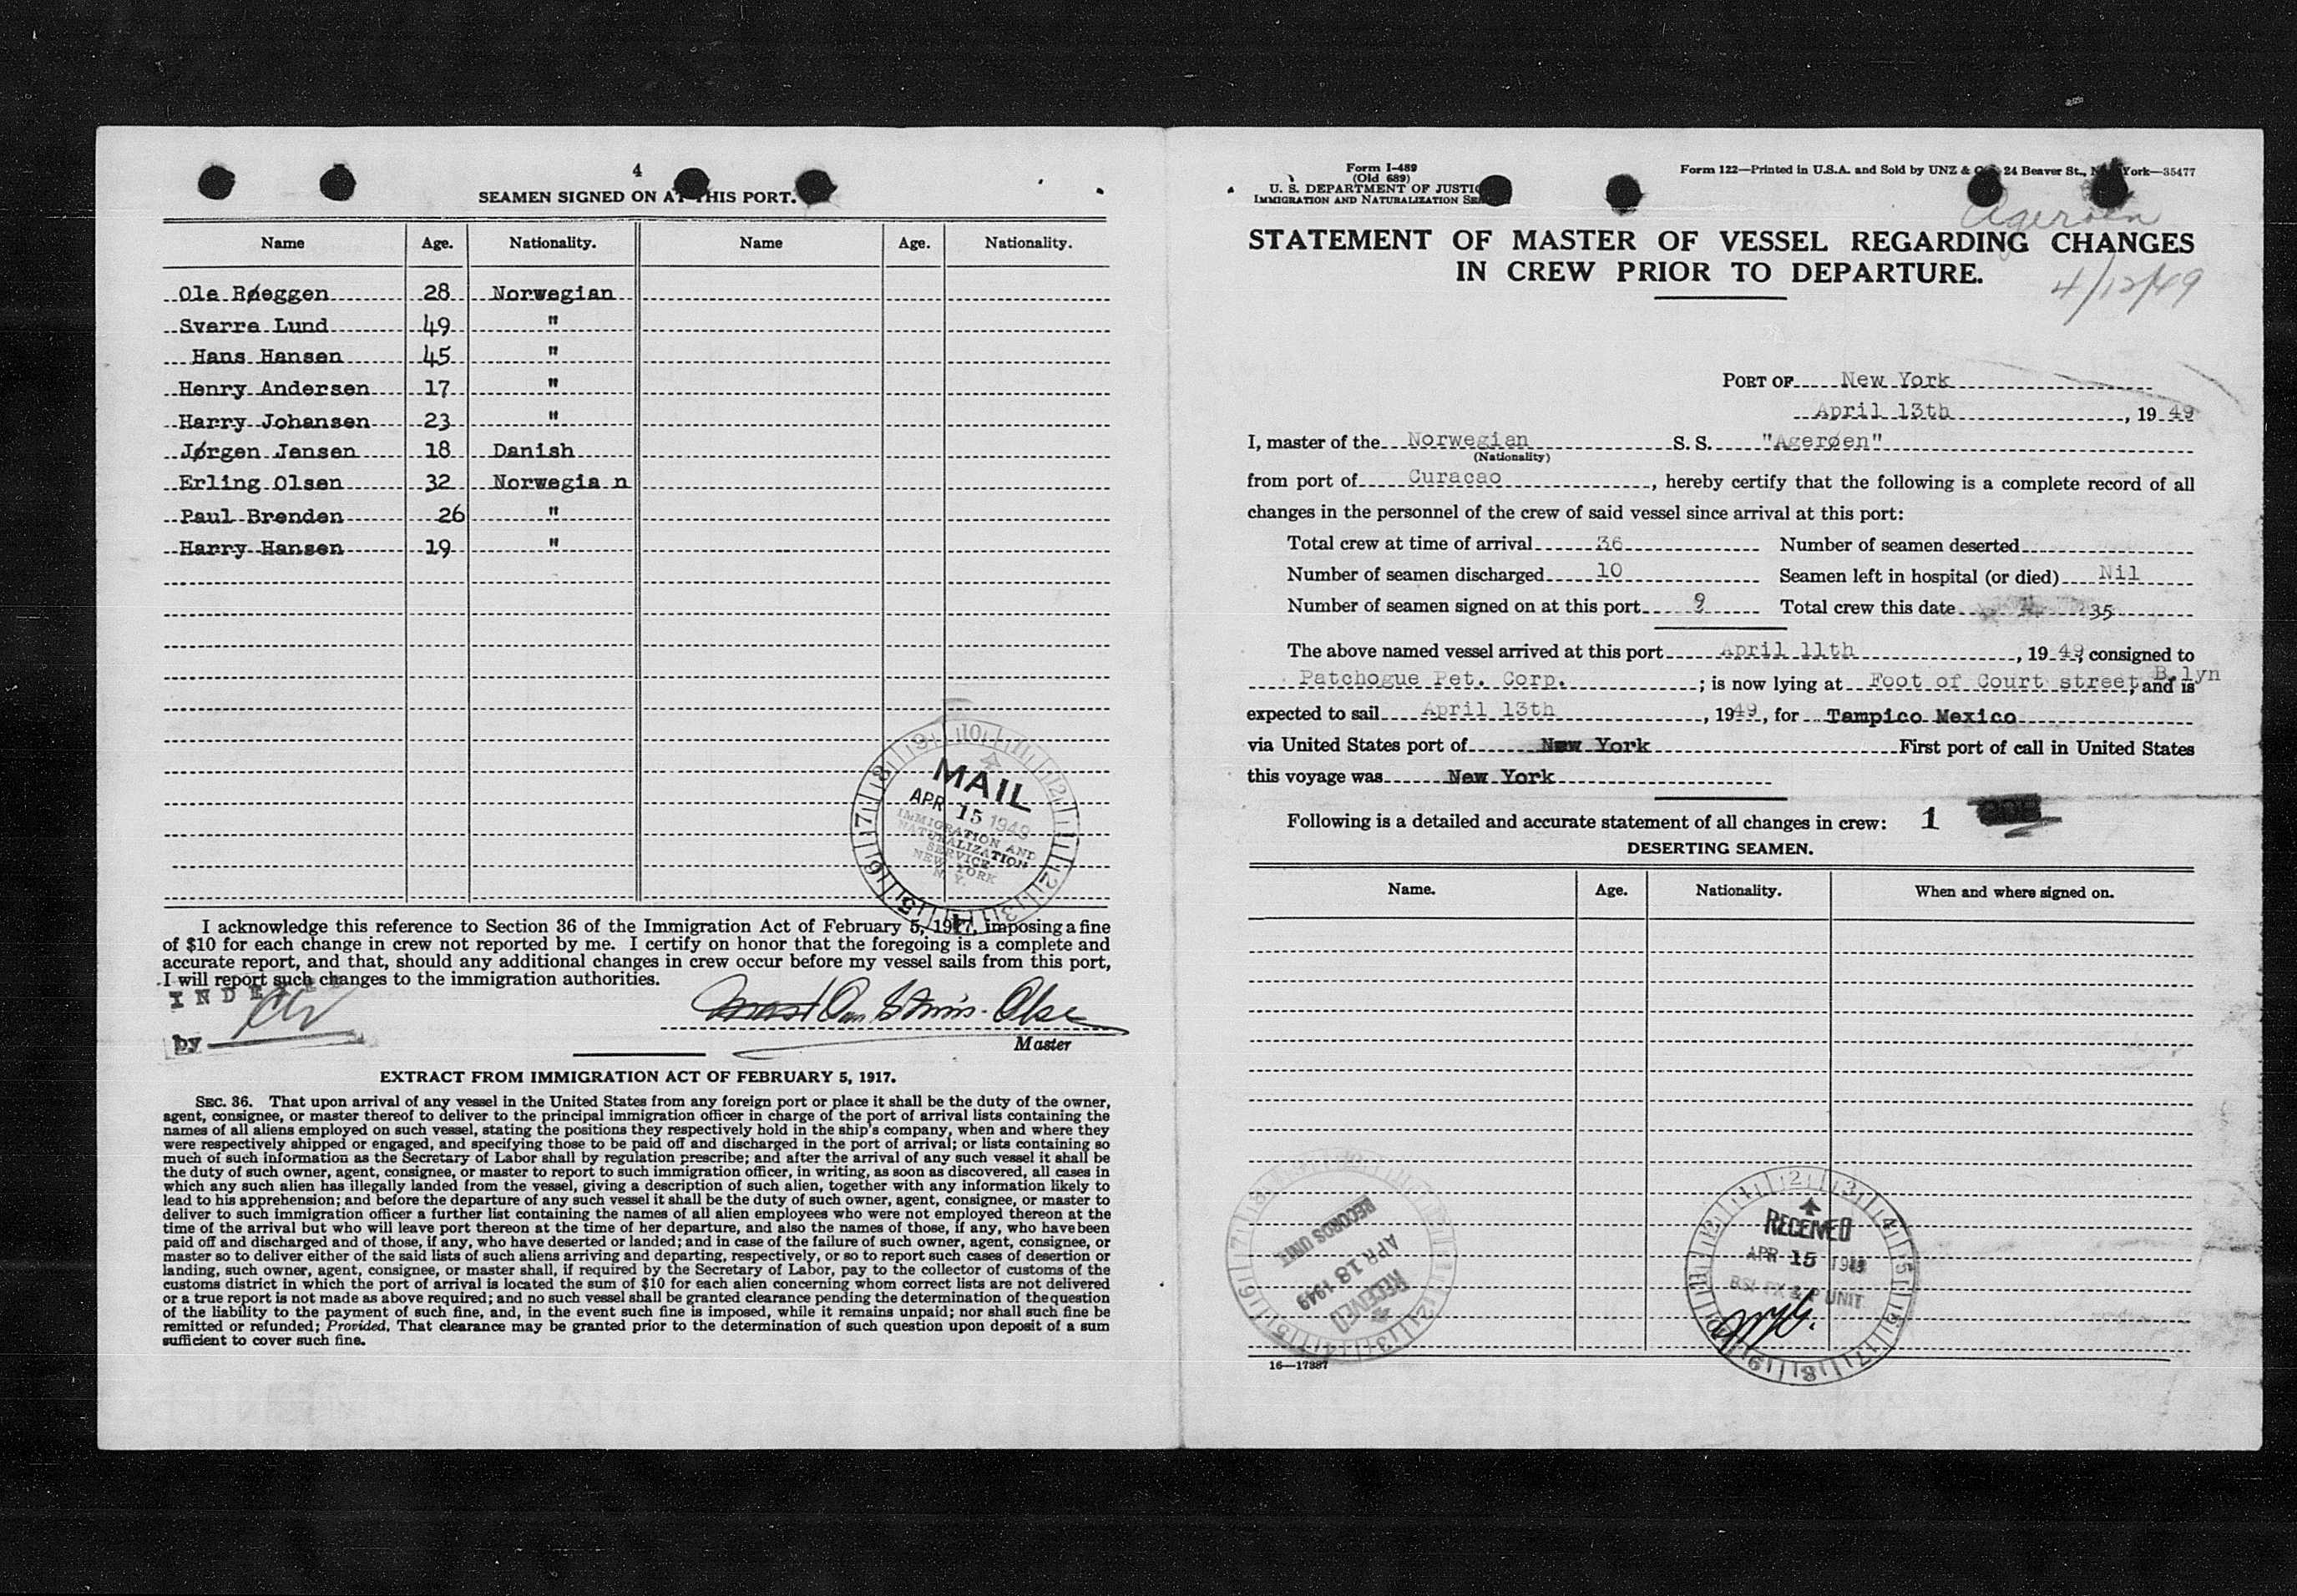 4
SEAMEN SIGNED ON AT THIS PORT.
Name Age. Nationality. Name Age. Nationality.
Ole Røeggen 28 Norwegian
Sverre Lund 49 "
Hans Hansen 45 "
Henry Andersen 17 "
Harry Johansen 23 "
Jørgen Jensen 18 Danish
Erling Olsen 32 Norwegia n
Paul Brenden 26 "
Harry Hansen 19 "
MAIL
APR 15 1949
IMMIGRATION AND
NATURALIZATION
SERVICE
NEW YORK
N. Y.
I acknowledge this reference to Section 36 of the Immigration Act of February 5, 1917, imposing a fine
of $10 for each change in crew not reported by me. I certify on honor that the foregoing is a complete and
accurate report, and that, should any additional changes in crew occur before my vessel sails from this port,
I will report such changes to the immigration authorities.
by
Master
EXTRACT FROM IMMIGRATION ACT OF FEBRUARY 5, 1917.
SEC. 36. That upon arrival of any vessel in the United States from any foreign port or place it shall be the duty of the owner,
agent, consignee, or master thereof to deliver to the principal immigration officer in charge of the port of arrival lists containing the
names of all aliens employed on such vessel, stating the positions they respectively hold in the ship's company, when and where they
were respectively shipped or engaged, and specifying those to be paid off and discharged in the port of arrival; or lists containing so
much of such information as the Secretary of Labor shall by regulation prescribe; and after the arrival of any such vessel it shall be
the duty of such owner, agent, consignee, or master to report to such immigration officer, in writing, as soon as discovered, all cases in
which any such alien has illegally landed from the vessel, giving a description of such alien, together with any information likely to
lead to his apprehension; and before the departure of any such vessel it shall be the duty of such owner, agent, consignee, or master to
deliver to such immigration officer a further list containing the names of all alien employees who were not employed thereon at the
time of the arrival but who will leave port thereon at the time of her departure, and also the names of those, if any, who have been
paid off and discharged and of those, if any, who have deserted or landed; and in case of the failure of such owner, agent, consignee, or
master so to deliver either of the said lists of such aliens arriving and departing, respectively, or so to report such cases of desertion or
landing, such owner, agent, consignee, or master shall, if required by the Secretary of Labor, pay to the collector of customs of the
customs district in which the port of arrival is located the sum of $10 for each alien concerning whom correct lists are not delivered
or a true report is not made as above required; and no such vessel shall be granted clearance pending the determination of the question
of the liability to the payment of such fine, and, in the event such fine is imposed, while it remains unpaid; nor shall such fine be
remitted or refunded; Provided, That clearance may be granted prior to the determination of such question upon deposit of a sum
sufficient to cover such fine.
Form I-489
(Old 689)
U. S. DEPARTMENT OF JUSTICE
IMMIGRATION AND NATURALIZATION
Form 122—Printed in U.S.A. and Sold by UNZ & Co., 24 Beaver St., New York—35477
Agerøen
STATEMENT OF MASTER OF VESSEL REGARDING CHANGES
IN CREW PRIOR TO DEPARTURE.
4/12/49
PORT OF New York
April 13th, 19 49
I, master of the Norwegian S. S. "Agerøen"
(Nationality)
from port of Curacao, hereby certify that the following is a complete record of all
changes in the personnel of the crew of said vessel since arrival at this port:
Total crew at time of arrival 36 Number of seamen deserted
Number of seamen discharged 10 Seamen left in hospital (or died) Nil
Number of seamen signed on at this port 9 Total crew this date 35
The above named vessel arrived at this port April 11th, 19 49, consigned to
Patchogue Pet. Corp.; is now lying at Foot of Court street, B.lyn and is
expected to sail April 13th, 1949, for Tampico Mexico
via United States port of New York First port of call in United States
this voyage was New York
Following is a detailed and accurate statement of all changes in crew: 1
DESERTING SEAMEN.
Name. Age. Nationality. When and where signed on.
RECEIVED
APR 18 1949
RECORDS UNIT
RECEIVED
APR 15
UNIT
16—17387